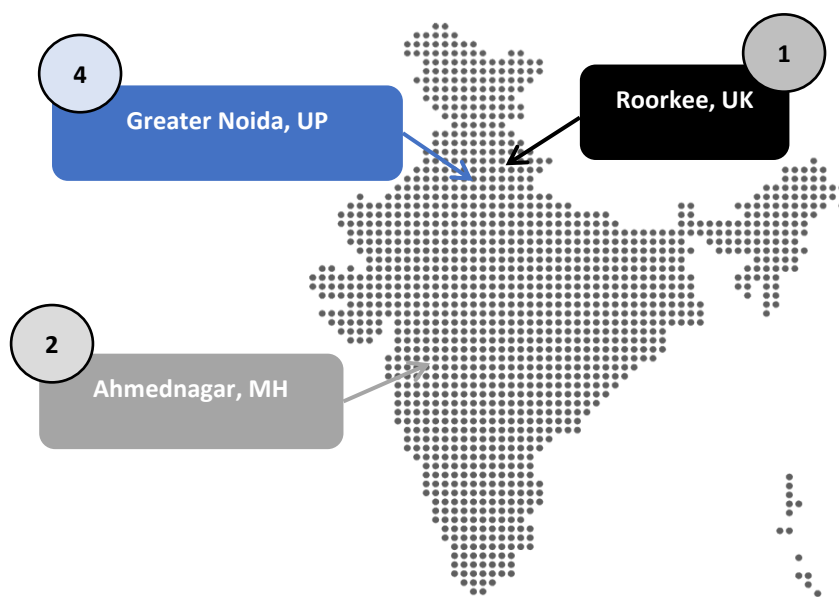 1
Roorkee, UK
4
Greater Noida, UP
2
Ahmednagar, MH